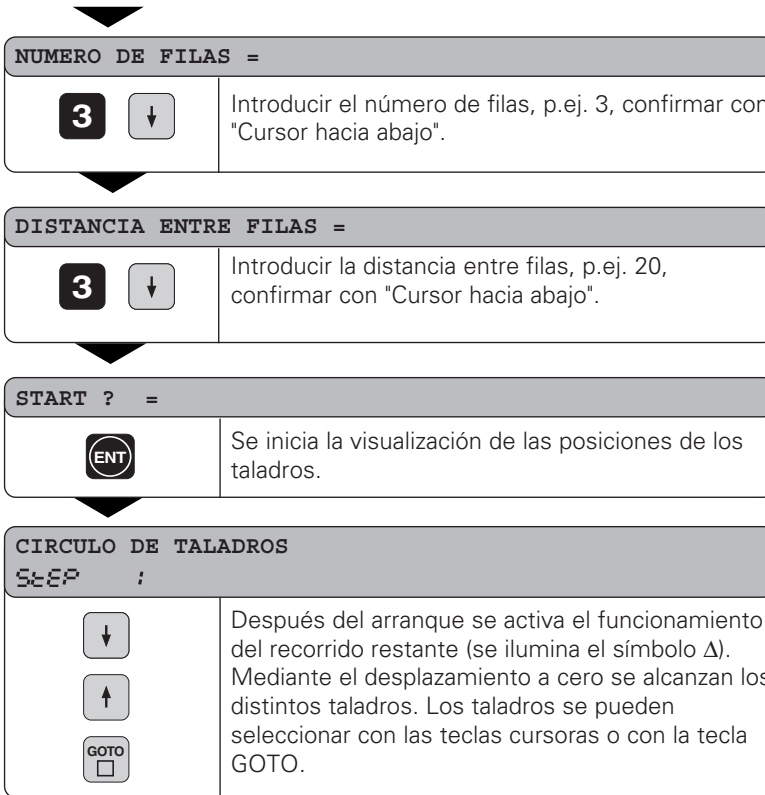 NUMERO DE FILAS =
3
Introducir el número de filas, p.ej. 3, confirmar con
"Cursor hacia abajo".
DISTANCIA ENTRE FILAS =
3
Introducir la distancia entre filas, p.ej. 20,
confirmar con "Cursor hacia abajo".
START ? =
ENT
Se inicia la visualización de las posiciones de los
taladros.
CIRCULO DE TALADROS
StEP :
Después del arranque se activa el funcionamiento
del recorrido restante (se ilumina el símbolo Δ).
Mediante el desplazamiento a cero se alcanzan los
distintos taladros. Los taladros se pueden
seleccionar con las teclas cursoras o con la tecla
GOTO.
GOTO